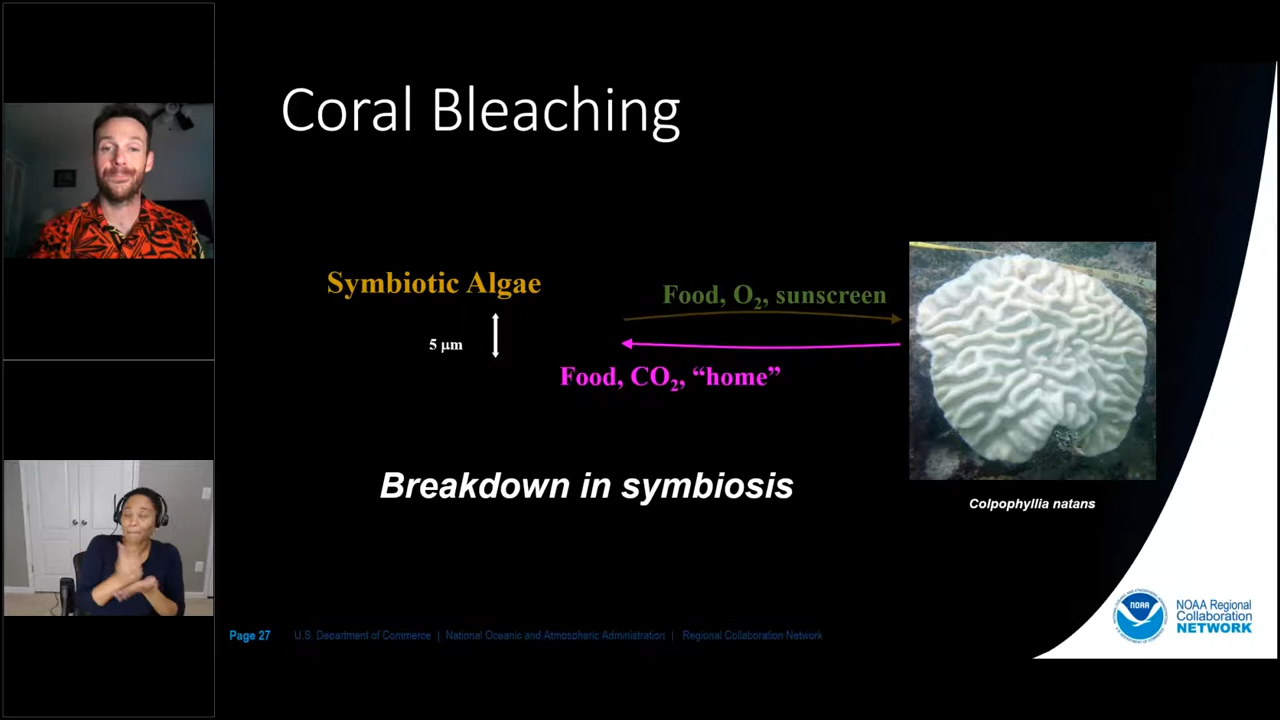 Coral Bleaching
Symbiotic Algae
5 μm
Food, O₂, sunscreen
Food, CO₂, “home”
Breakdown in symbiosis
Colpophyllia natans
Page 27
U.S. Department of Commerce | National Oceanic and Atmospheric Administration | Regional Collaboration Network
NOAA
NOAA Regional
Collaboration
NETWORK